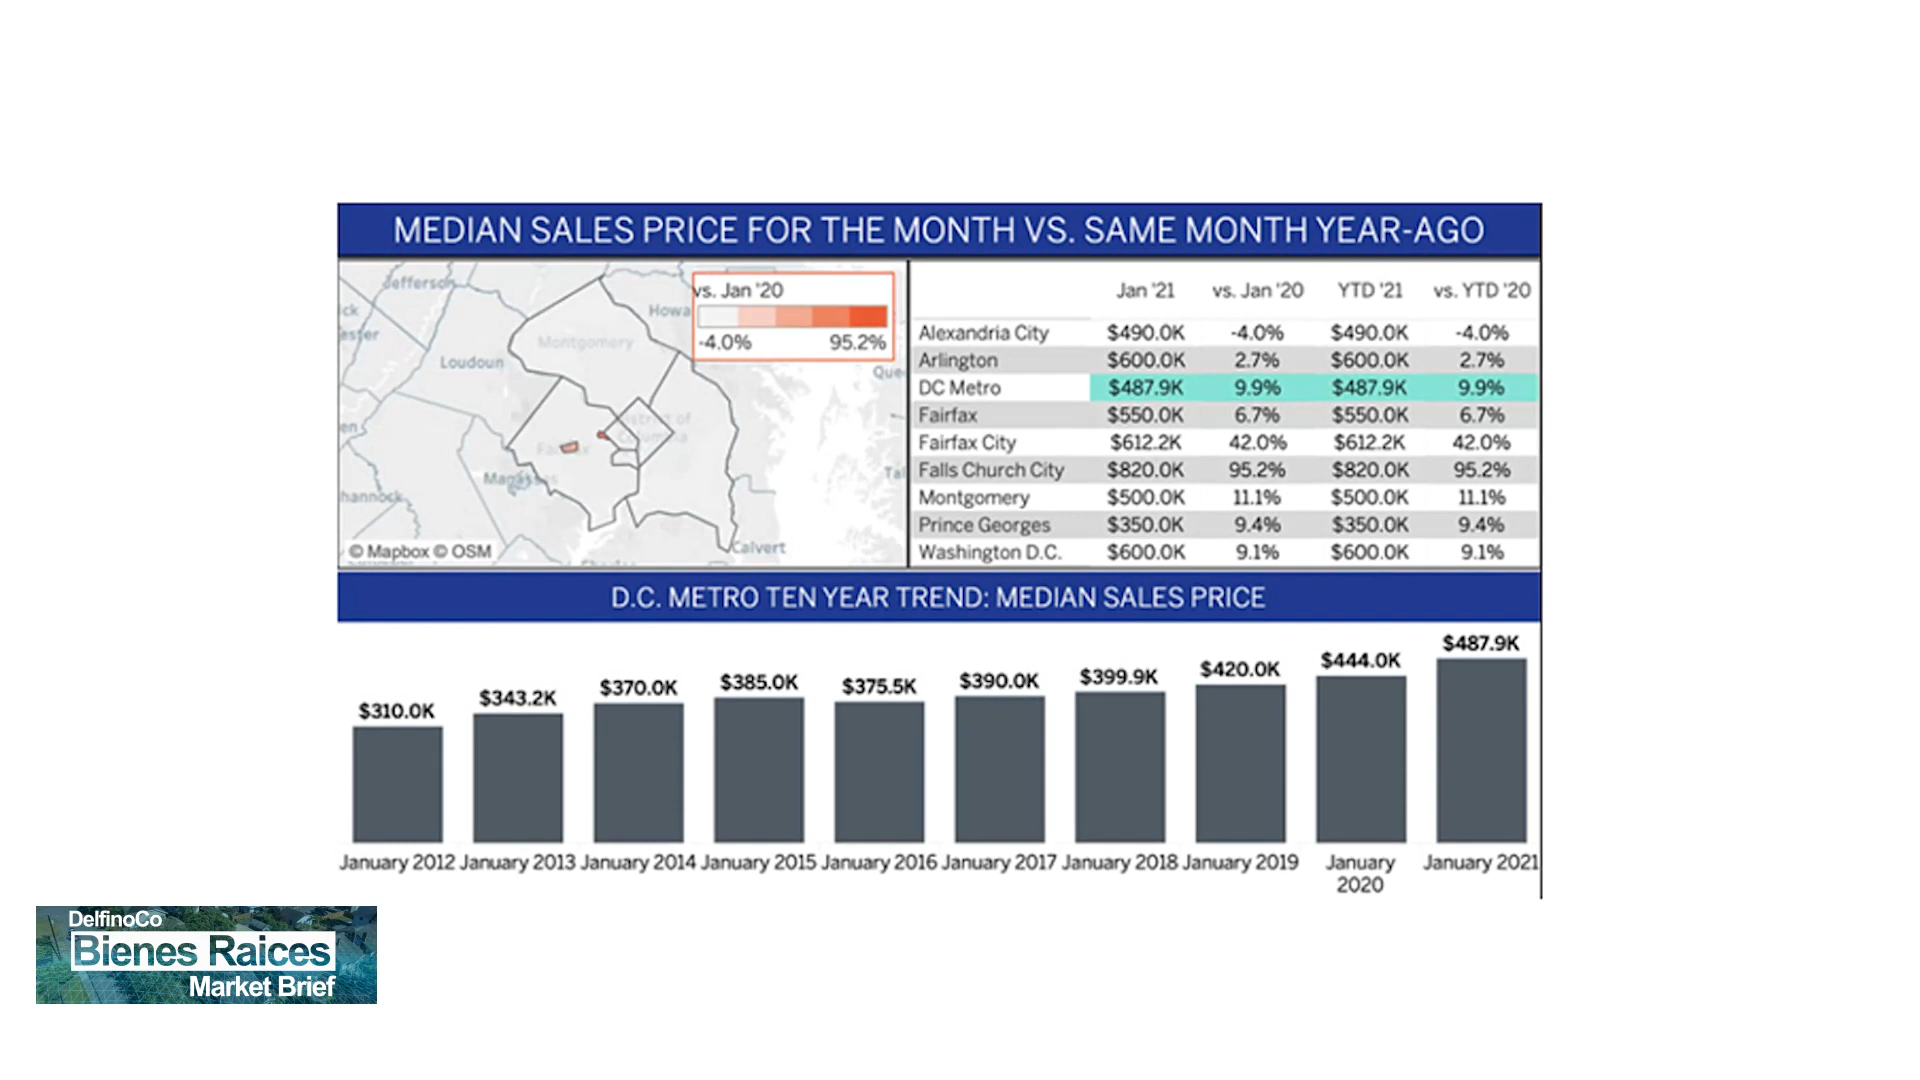 MEDIAN SALES PRICE FOR THE MONTH VS. SAME MONTH YEAR-AGO
Jefferson
Howa
Montgomery
Loudoun
Que
Calvert
ick
ester
en
hannock
Tal
vs. Jan '20
-4.0% 95.2%
© Mapbox © OSM
Jan '21 vs. Jan '20 YTD '21 vs. YTD '20
Alexandria City $490.0K -4.0% $490.0K -4.0%
Arlington $600.0K 2.7% $600.0K 2.7%
DC Metro $487.9K 9.9% $487.9K 9.9%
Fairfax $550.0K 6.7% $550.0K 6.7%
Fairfax City $612.2K 42.0% $612.2K 42.0%
Falls Church City $820.0K 95.2% $820.0K 95.2%
Montgomery $500.0K 11.1% $500.0K 11.1%
Prince Georges $350.0K 9.4% $350.0K 9.4%
Washington D.C. $600.0K 9.1% $600.0K 9.1%
D.C. METRO TEN YEAR TREND: MEDIAN SALES PRICE
$310.0K $343.2K $370.0K $385.0K $375.5K $390.0K $399.9K $420.0K $444.0K $487.9K
January 2012 January 2013 January 2014 January 2015 January 2016 January 2017 January 2018 January 2019 January January 2021
2020
DelfinoCo
Bienes Raices
Market Brief